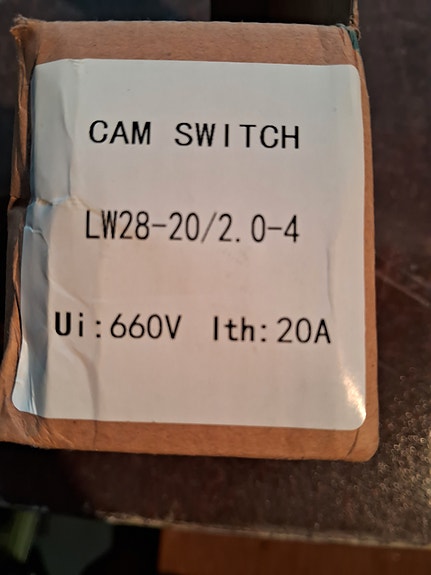 CAM SWITCH
LW28-20/2.0-4
Ui:660V Ith:20A